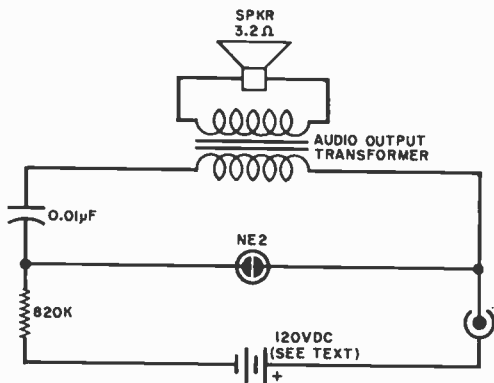 SPKR
3.2Ω
AUDIO OUTPUT
TRANSFORMER
0.01µF
NE2
820K
120VDC
(SEE TEXT)
+